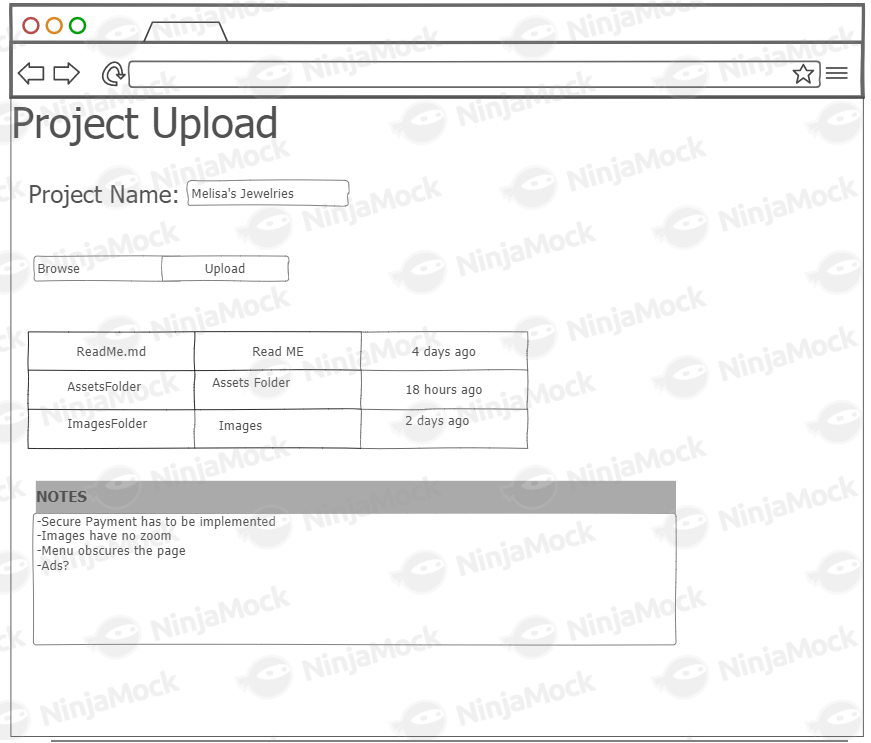 Project Upload
Project Name: Melisa's Jewelries
Browse Upload
ReadMe.md Read ME 4 days ago
AssetsFolder Assets Folder 18 hours ago
ImagesFolder Images 2 days ago
NOTES
-Secure Payment has to be implemented
-Images have no zoom
-Menu obscures the page
-Ads?
NinjaMock